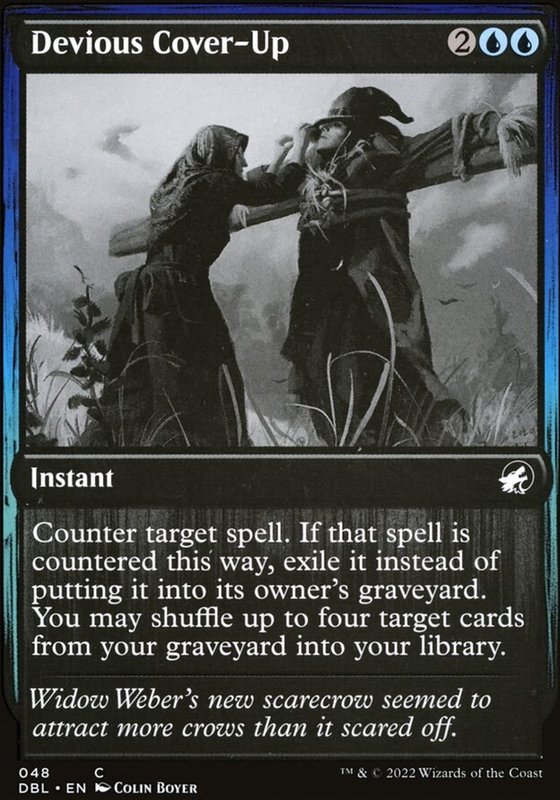 Devious Cover-Up 2
Instant
Counter target spell. If that spell is
countered this way, exile it instead of
putting it into its owner's graveyard.
You may shuffle up to four target cards
from your graveyard into your library.
Widow Weber's new scarecrow seemed to
attract more crows than it scared off.
048 C
DBL • EN Colin Boyer
™ & © 2022 Wizards of the Coast